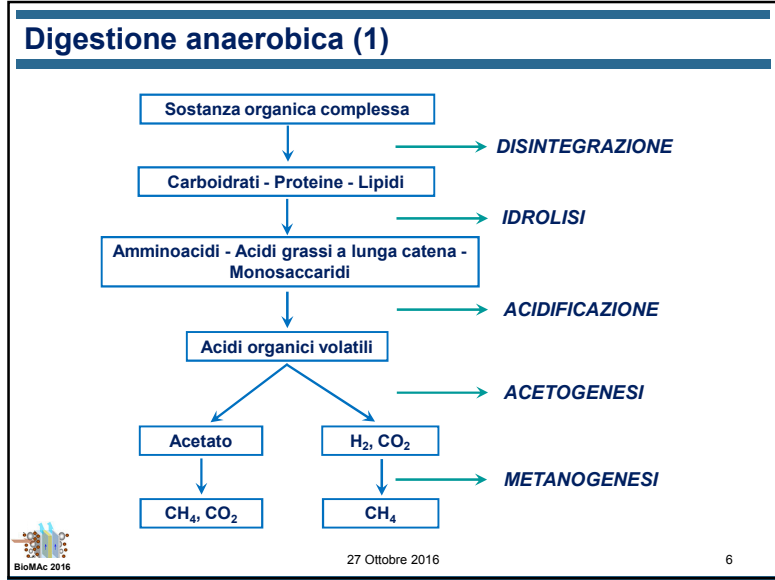 Digestione anaerobica (1)
Sostanza organica complessa
DISINTEGRAZIONE
Carboidrati - Proteine - Lipidi
IDROLISI
Amminoacidi - Acidi grassi a lunga catena -
Monosaccaridi
ACIDIFICAZIONE
Acidi organici volatili
ACETOGENESI
Acetato
H₂, CO₂
METANOGENESI
CH₄, CO₂
CH₄
BioMAc 2016
27 Ottobre 2016
6